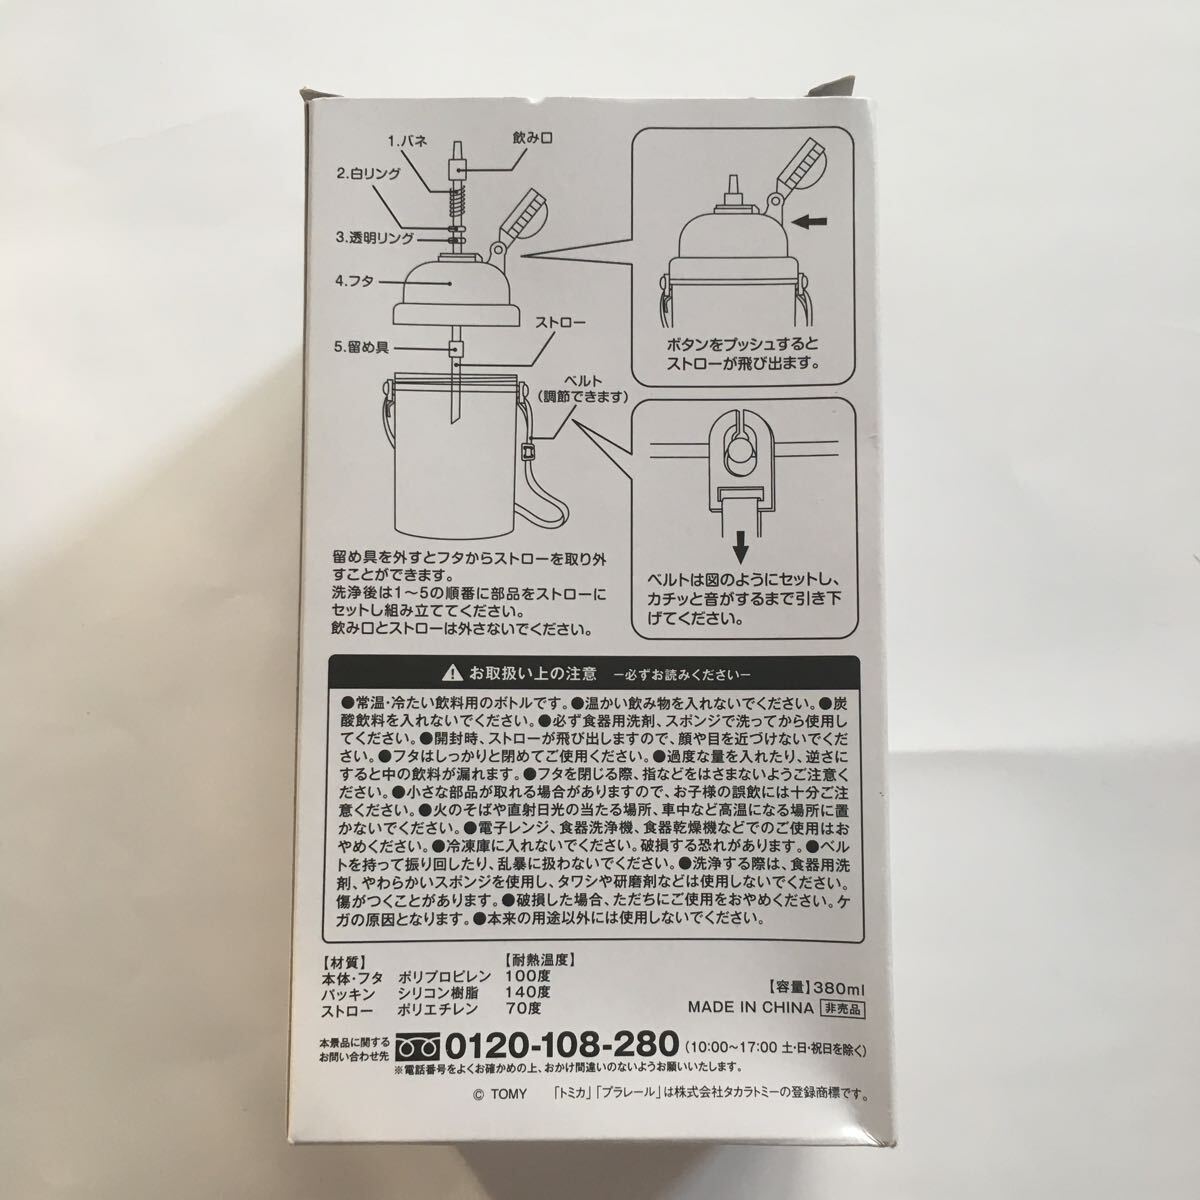 1.バネ
飲み口
2.白リング
3.透明リング
4.フタ
ストロー
5.留め具
ベルト
(調節できます)
ボタンをプッシュすると
ストローが飛び出ます。
留め具を外すとフタからストローを取り外
すことができます。
洗浄後は1〜5の順番に部品をストローに
セットし組み立ててください。
飲み口とストローは外さないでください。
ベルトは図のようにセットし、
カチッと音がするまで引き下
げてください。
お取扱い上の注意 ー必ずお読みくださいー
●常温・冷たい飲料用のボトルです。●温かい飲み物を入れないでください。●炭
酸飲料を入れないでください。●必ず食器用洗剤、スポンジで洗ってから使用し
てください。●開封時、ストローが飛び出しますので、顔や目を近づけないでくだ
さい。●フタはしっかりと閉めてご使用ください。●過度な量を入れたり、逆さに
すると中の飲料が漏れます。●フタを閉じる際、指などをはさまないようご注意く
ださい。●小さな部品が取れる場合がありますので、お子様の誤飲には十分ご注
意ください。●火のそばや直射日光の当たる場所、車中など高温になる場所に置
かないでください。●電子レンジ、食器洗浄機、食器乾燥機などでのご使用はお
やめください。●冷凍庫に入れないでください。破損する恐れがあります。●ベル
トを持って振り回したり、乱暴に扱わないでください。●洗浄する際は、食器用洗
剤、やわらかいスポンジを使用し、タワシや研磨剤などは使用しないでください。
傷がつくことがあります。●破損した場合、ただちにご使用をおやめください。ケ
ガの原因となります。●本来の用途以外には使用しないでください。
【材質】 【耐熱温度】
本体・フタ ポリプロピレン 100度
パッキン シリコン樹脂 140度
ストロー ポリエチレン 70度
【容量】380ml
MADE IN CHINA 非売品
本景品に関する
お問い合わせ先 0120-108-280 (10:00〜17:00 土・日・祝日を除く)
※電話番号をよくお確かめの上、おかけ間違いのないようお願いいたします。
© TOMY 「トミカ」「プラレール」は株式会社タカラトミーの登録商標です。